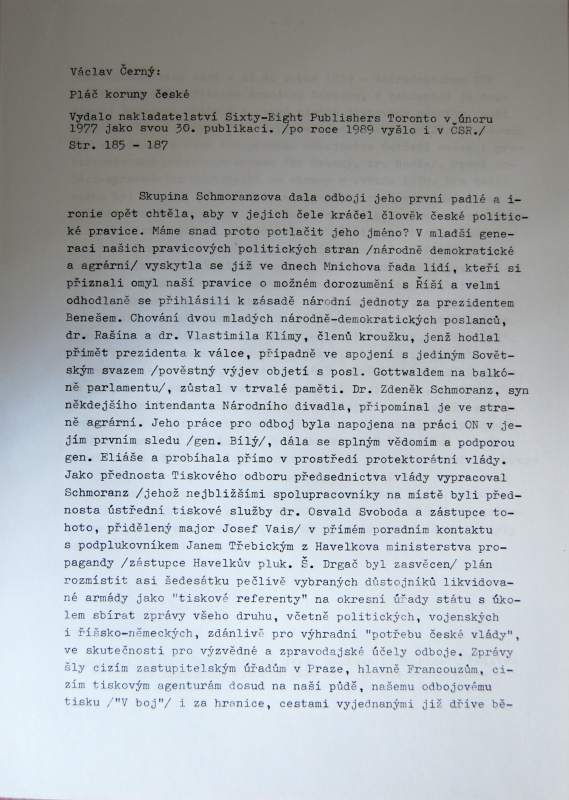 Václav Černý:
Pláč koruny české
Vydalo nakladatelství Sixty-Eight Publishers Toronto v únoru
1977 jako svou 30. publikaci. /po roce 1989 vyšlo i v ČSR./
Str. 185 - 187
Skupina Schmoranzova dala odboji jeho první padlé a i-
ronie opět chtěla, aby v jejich čele kráčel člověk české politic-
ké pravice. Máme snad proto potlačit jeho jméno? V mladší gene-
raci našich pravicových politických stran /národně demokratické
a agrární/ vyskytla se již ve dnech Mnichova řada lidí, kteří si
přiznali omyl naší pravice o možném dorozumění s Říší a velmi
odhodlaně se přihlásili k zásadě národní jednoty za prezidentem
Benešem. Chování dvou mladých národně-demokratických poslanců,
dr. Rašína a dr. Vlastimila Klímy, členů kroužku, jenž hodlal
přimět prezidenta k válce, případně ve spojení s jediným Sovět-
ským svazem /pověstný výjev objetí s posl. Gottwaldem na balkó-
ně parlamentu/, zůstal v trvalé paměti. Dr. Zdeněk Schmoranz, syn
někdejšího intendanta Národního divadla, připomínal je ve stra-
ně agrární. Jeho práce pro odboj byla napojena na práci ON v je-
jím prvním sledu /gen. Bílý/, dála se splným vědomím a podporou
gen. Eliáše a probíhala přímo v prostředí protektorátní vlády.
Jako přednosta Tiskového odboru předsednictva vlády vypracoval
Schmoranz /jehož nejbližšími spolupracovníky na místě byli před-
nosta ústřední tiskové služby dr. Osvald Svoboda a zástupce to-
hoto, přidělený major Josef Vais/ v přímém poradním kontaktu
s podplukovníkem Janem Třebickým z Havelkova ministerstva pro-
pagandy /zástupce Havelkův pluk. Š. Drgač byl zasvěcen/ plán
rozmístit asi šedesátku pečlivě vybraných důstojníků likvidova-
né armády jako "tiskové referenty" na okresní úřady státu s úko-
lem sbírat zprávy všeho druhu, včetně politických, vojenských
i říšsko-německých, zdánlivě pro výhradní "potřebu české vlády",
ve skutečnosti pro výzvědné a zpravodajské účely odboje. Zprávy
šly cizím zastupitelským úřadům v Praze, hlavně Francouzům, ci-
zím tiskovým agenturám dosud na naší půdě, našemu odbojovému
tisku /"V boj"/ i za hranice, cestami vyjednanými již dříve bě-